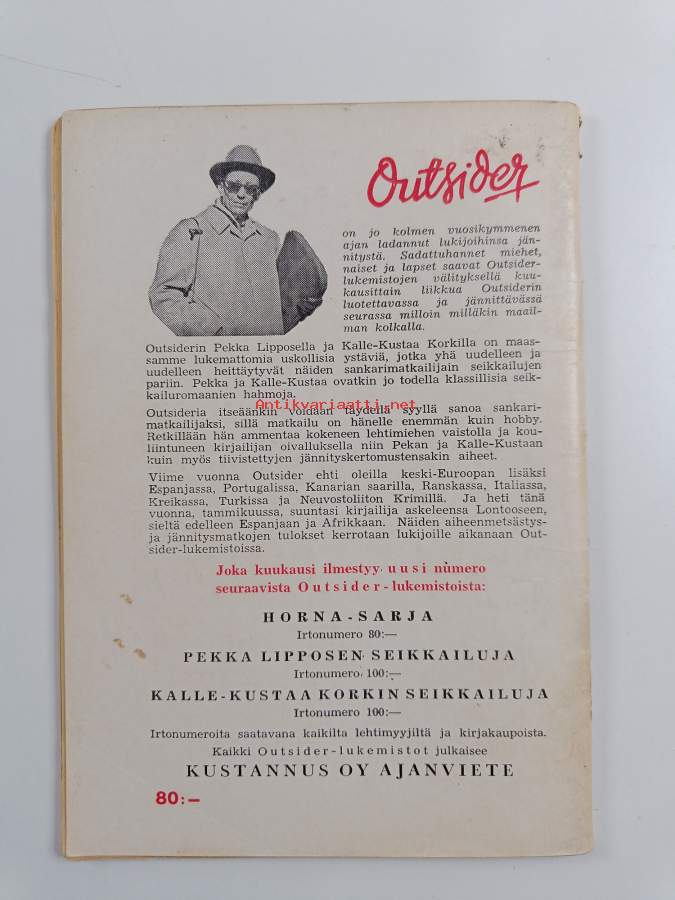 Outsider
on jo kolmen vuosikymmenen
ajan ladannut lukijoihinsa jän-
nitystä. Sadattuhannet miehet,
naiset ja lapset saavat Outsider-
lukemistojen välityksellä kuu-
kausittain liikkua Outsiderin
luotettavassa ja jännittävässä
seurassa milloin milläkin maail-
man kolkalla.
Outsiderin Pekka Lipposella ja Kalle-Kustaa Korkilla on maas-
samme lukemattomia uskollisia ystäviä, jotka yhä uudelleen ja
uudelleen heittäytyvät näiden sankarimatkailijain seikkailujen
pariin. Pekka ja Kalle-Kustaa ovatkin jo todella klassillisia seik-
kailuromaanien hahmoja.
Antikvariaatti.net
Outsideria itseäänkin voidaan täydellä syyllä sanoa sankari-
matkailijaksi, sillä matkailu on hänelle enemmän kuin hobby.
Retkillään hän ammentaa kokeneen lehtimiehen vaistolla ja kou-
liintuneen kirjailijan oivalluksella niin Pekan ja Kalle-Kustaan
kuin myös tiivistettyjen jännityskertomustensakin aiheet.
Viime vuonna Outsider ehti oleilla keski-Euroopan lisäksi
Espanjassa, Portugalissa, Kanarian saarilla, Ranskassa, Italiassa,
Kreikassa, Turkissa ja Neuvostoliiton Krimillä. Ja heti tänä
vuonna, tammikuussa, suuntasi kirjailija askeleensa Lontooseen,
sieltä edelleen Espanjaan ja Afrikkaan. Näiden aiheenmetsästys-
ja jännitysmatkojen tulokset kerrotaan lukijoille aikanaan Out-
sider-lukemistoissa.
Joka kuukausi ilmestyy uusi numero
seuraavista Outsider-lukemistoista:
HORNA-SARJA
Irtonumero 80:—
PEKKA LIPPOSEN SEIKKAILUJA
Irtonumero 100:—
KALLE-KUSTAA KORKIN SEIKKAILUJA
Irtonumero 100:—
Irtonumeroita saatavana kaikilta lehtimyyjiltä ja kirjakaupoista.
Kaikki Outsider-lukemistot julkaisee
KUSTANNUS OY AJANVIETE
80:—